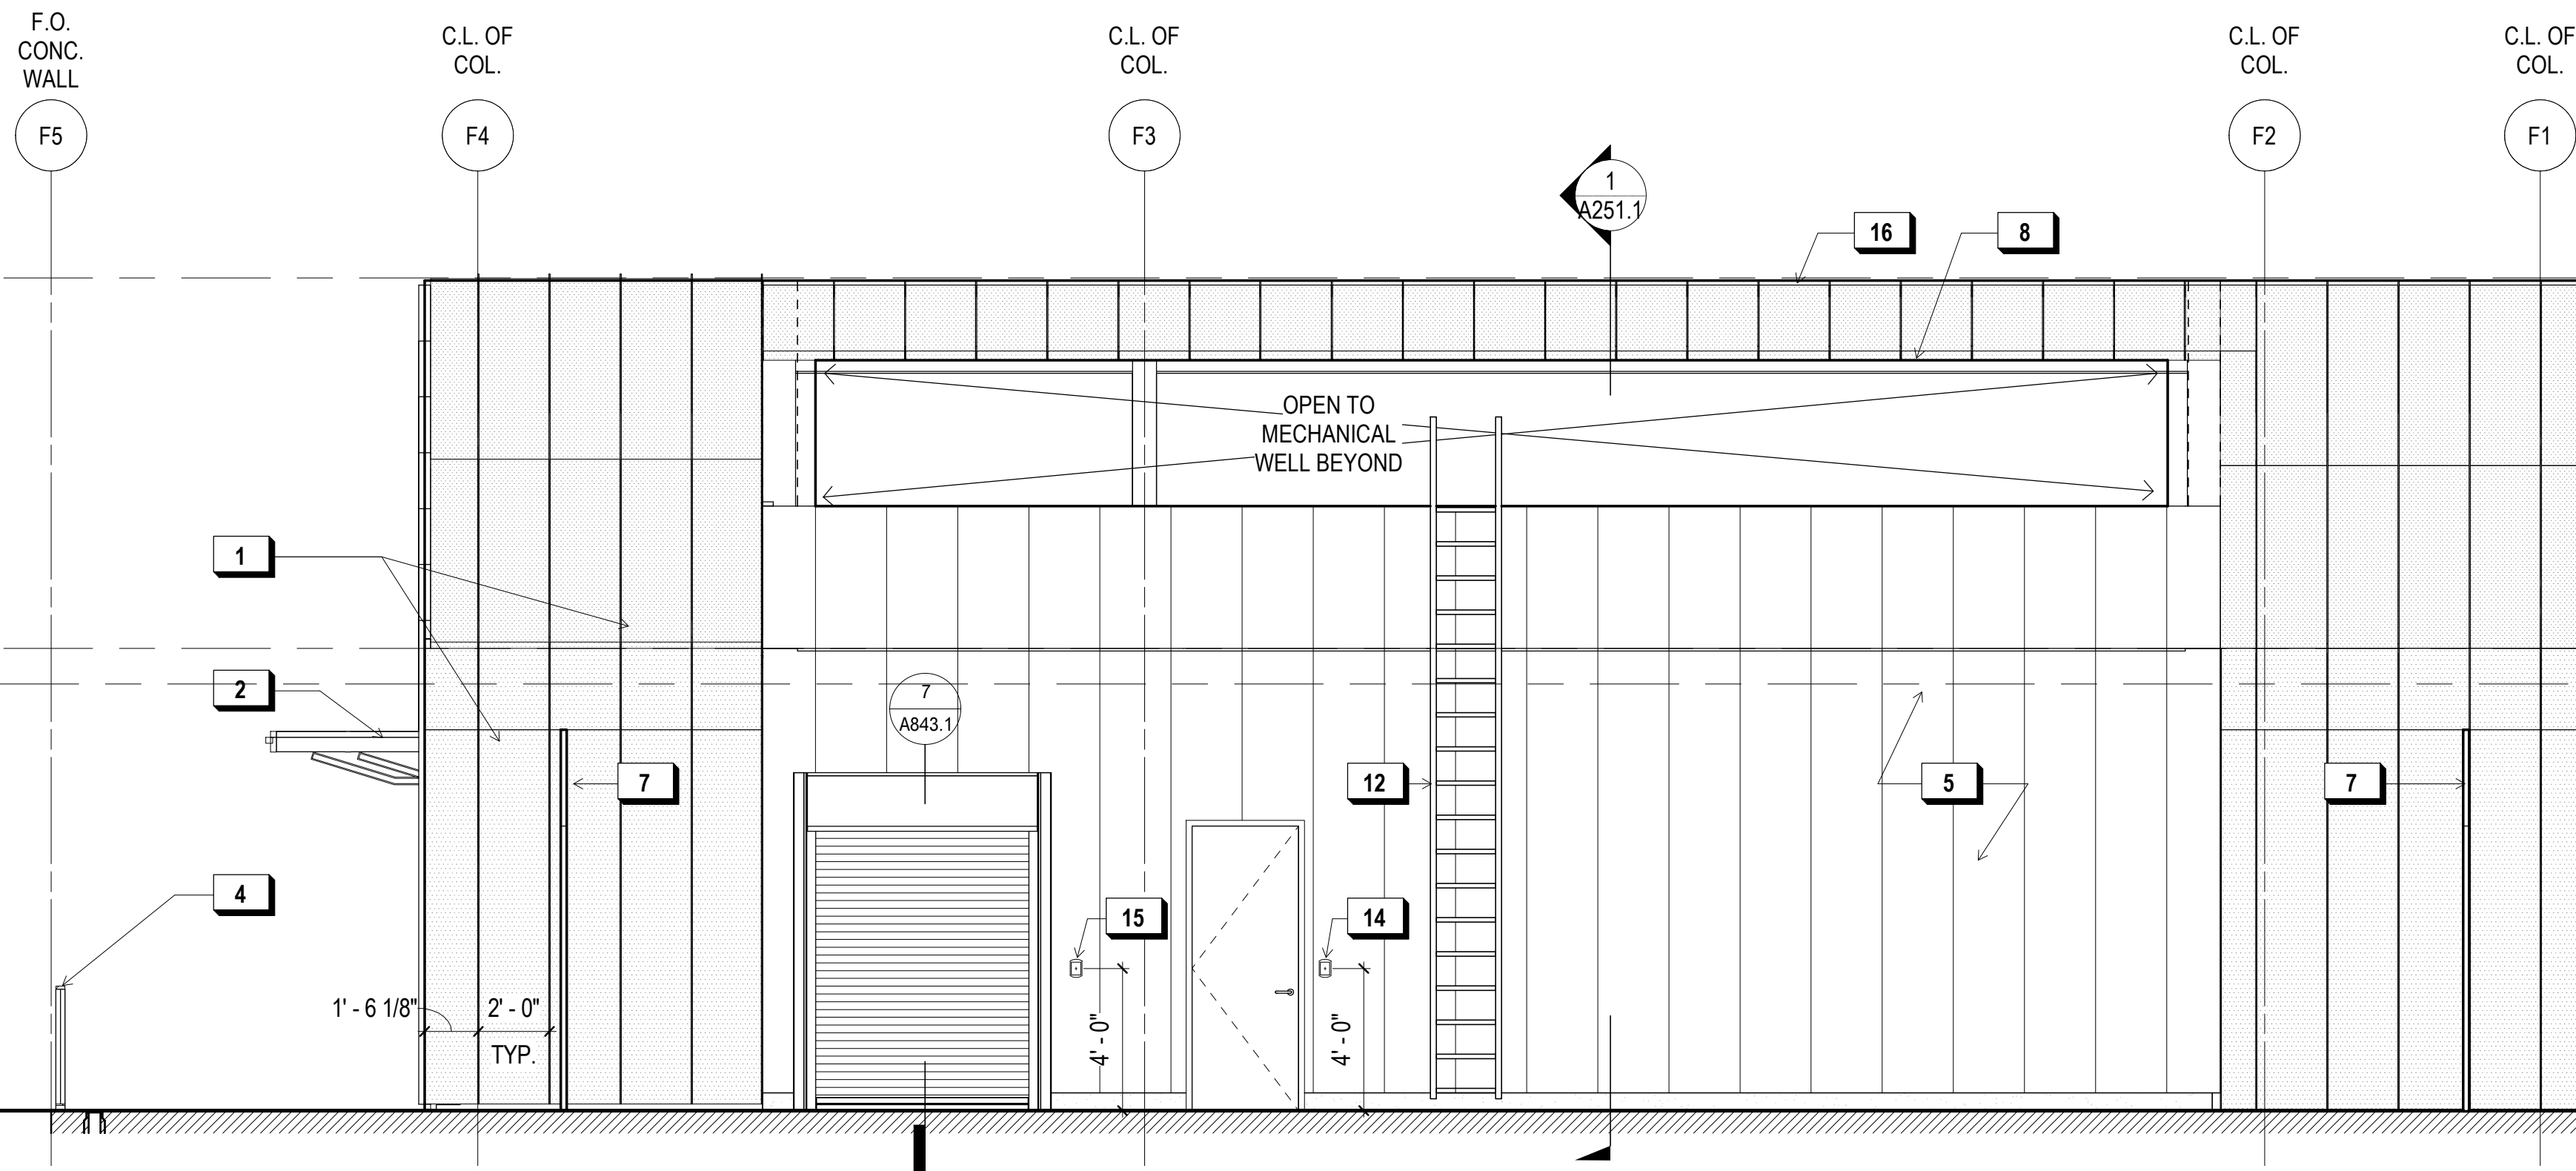 F.O.
CONC.
WALL
C.L. OF
COL.
C.L. OF
COL.
C.L. OF
COL.
C.L. OF
COL.
F5
F4
F3
F2
F1
1
A251.1
16
8
OPEN TO
MECHANICAL
WELL BEYOND
1
2
7
A843.1
7
12
5
7
4
15
14
1' - 6 1/8"
2' - 0"
TYP.
4' - 0"
4' - 0"